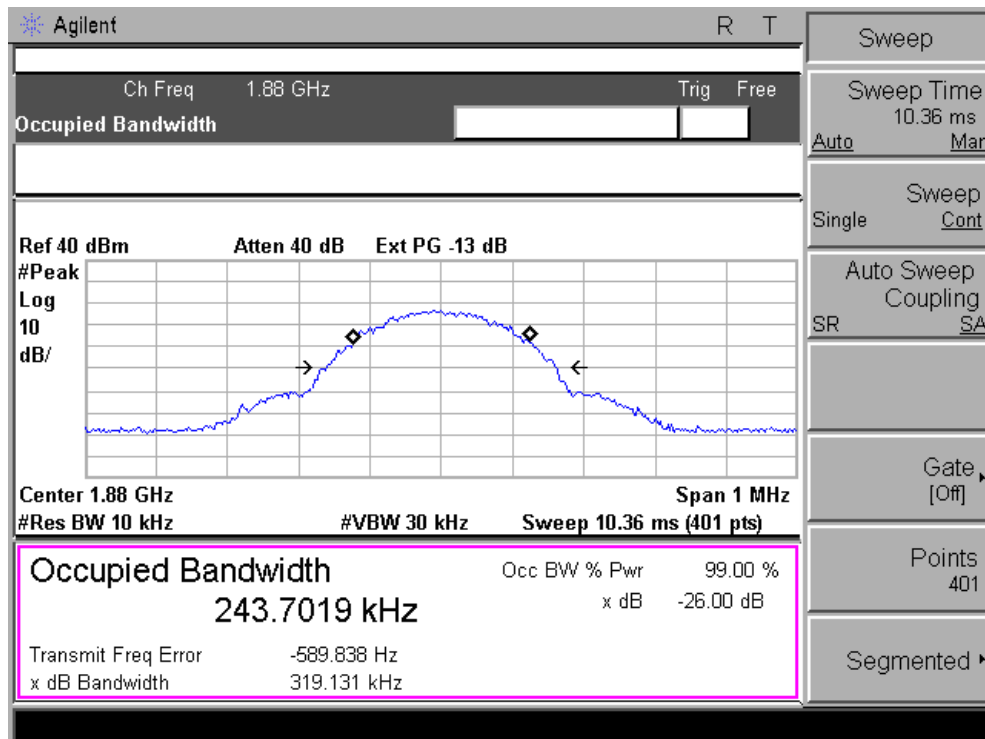 Agilent R T
Ch Freq 1.88 GHz Trig Free
Occupied Bandwidth
Ref 40 dBm Atten 40 dB Ext PG -13 dB
#Peak
Log
10
dB/
Center 1.88 GHz Span 1 MHz
#Res BW 10 kHz #VBW 30 kHz Sweep 10.36 ms (401 pts)
Occupied Bandwidth Occ BW % Pwr 99.00 %
243.7019 kHz x dB -26.00 dB
Transmit Freq Error -589.838 Hz
x dB Bandwidth 319.131 kHz
Sweep
Sweep Time
10.36 ms
Auto Man
Sweep
Single Cont
Auto Sweep
Coupling
SR SA
Gate
[Off]
Points
401
Segmented